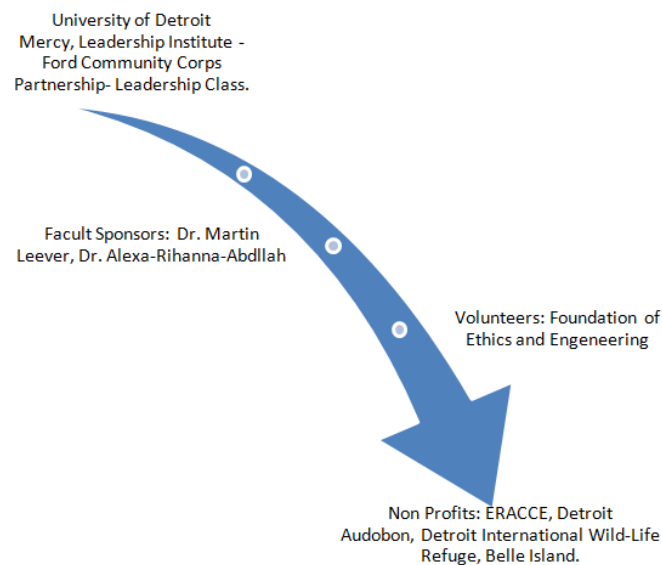 University of Detroit
Mercy, Leadership Institute -
Ford Community Corps
Partnership- Leadership Class.
Facult Sponsors: Dr. Martin
Leever, Dr. Alexa-Rihanna-Abdllah
Volunteers: Foundation of
Ethics and Engeneering
Non Profits: ERACCE, Detroit
Audobon, Detroit International Wild-Life
Refuge, Belle Island.